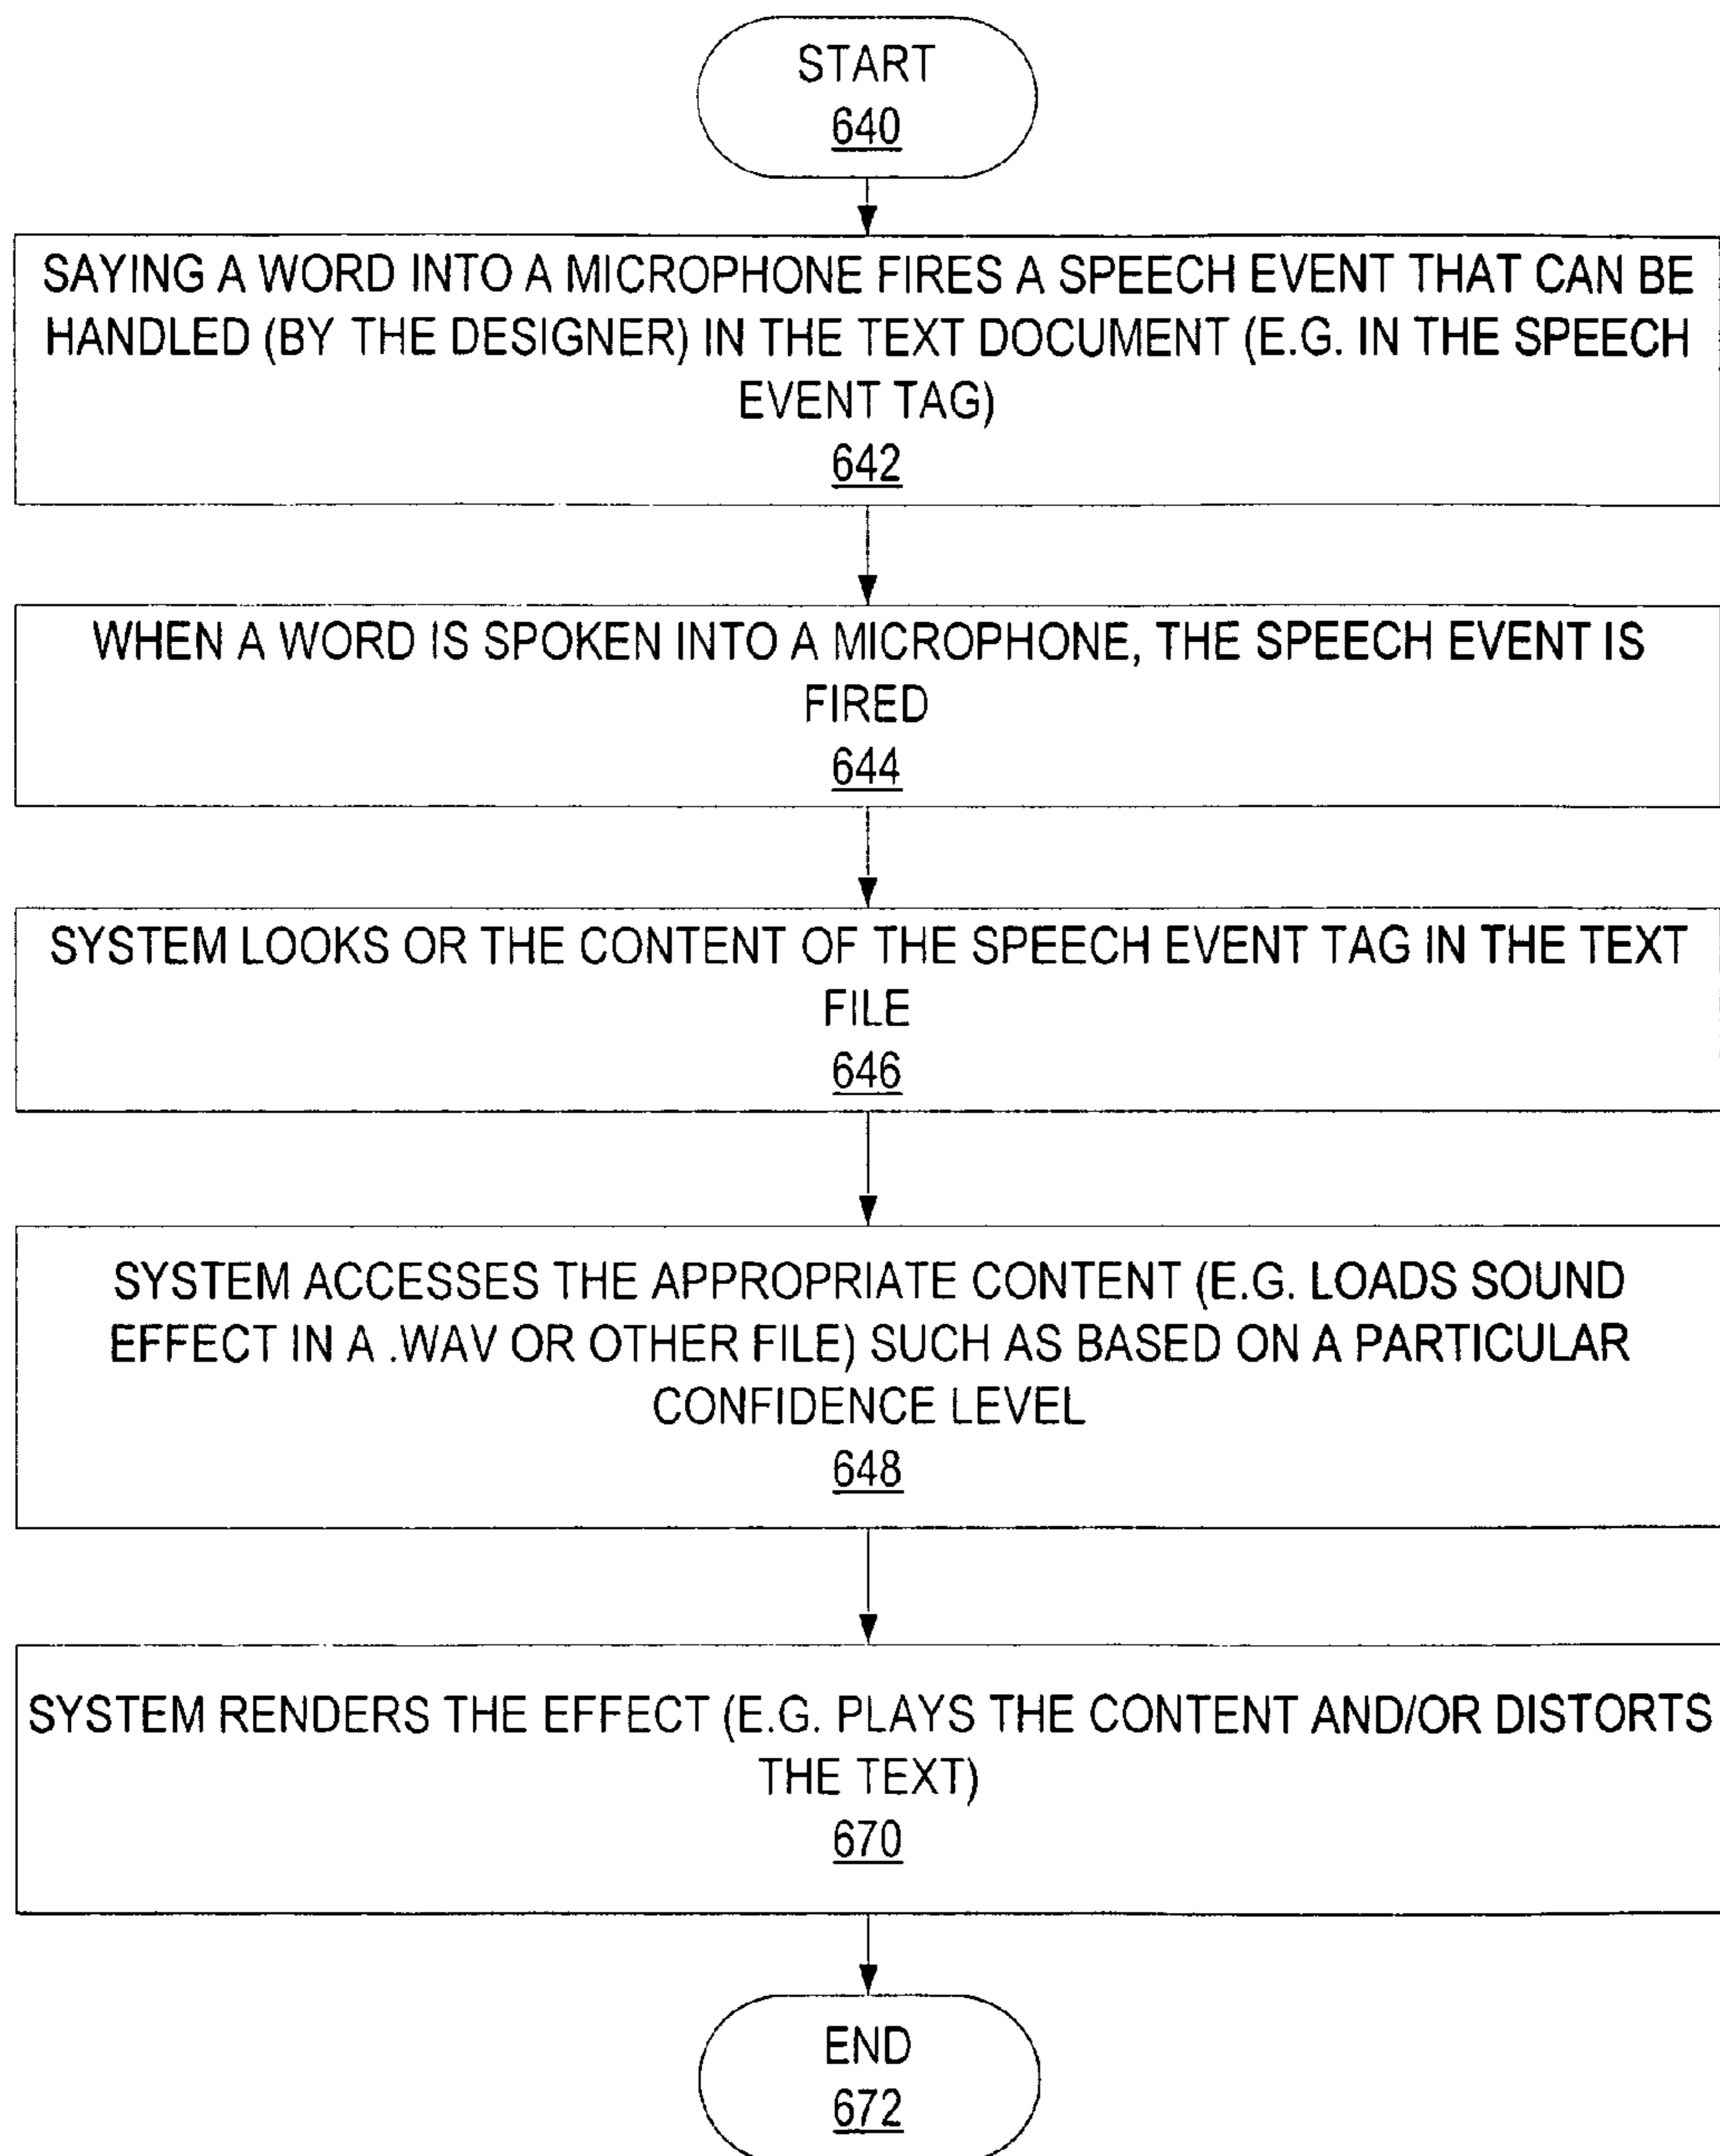 START
640
SAYING A WORD INTO A MICROPHONE FIRES A SPEECH EVENT THAT CAN BE
HANDLED (BY THE DESIGNER) IN THE TEXT DOCUMENT (E.G. IN THE SPEECH
EVENT TAG)
642
WHEN A WORD IS SPOKEN INTO A MICROPHONE, THE SPEECH EVENT IS
FIRED
644
SYSTEM LOOKS OR THE CONTENT OF THE SPEECH EVENT TAG IN THE TEXT
FILE
646
SYSTEM ACCESSES THE APPROPRIATE CONTENT (E.G. LOADS SOUND
EFFECT IN A .WAV OR OTHER FILE) SUCH AS BASED ON A PARTICULAR
CONFIDENCE LEVEL
648
SYSTEM RENDERS THE EFFECT (E.G. PLAYS THE CONTENT AND/OR DISTORTS
THE TEXT)
670
END
672